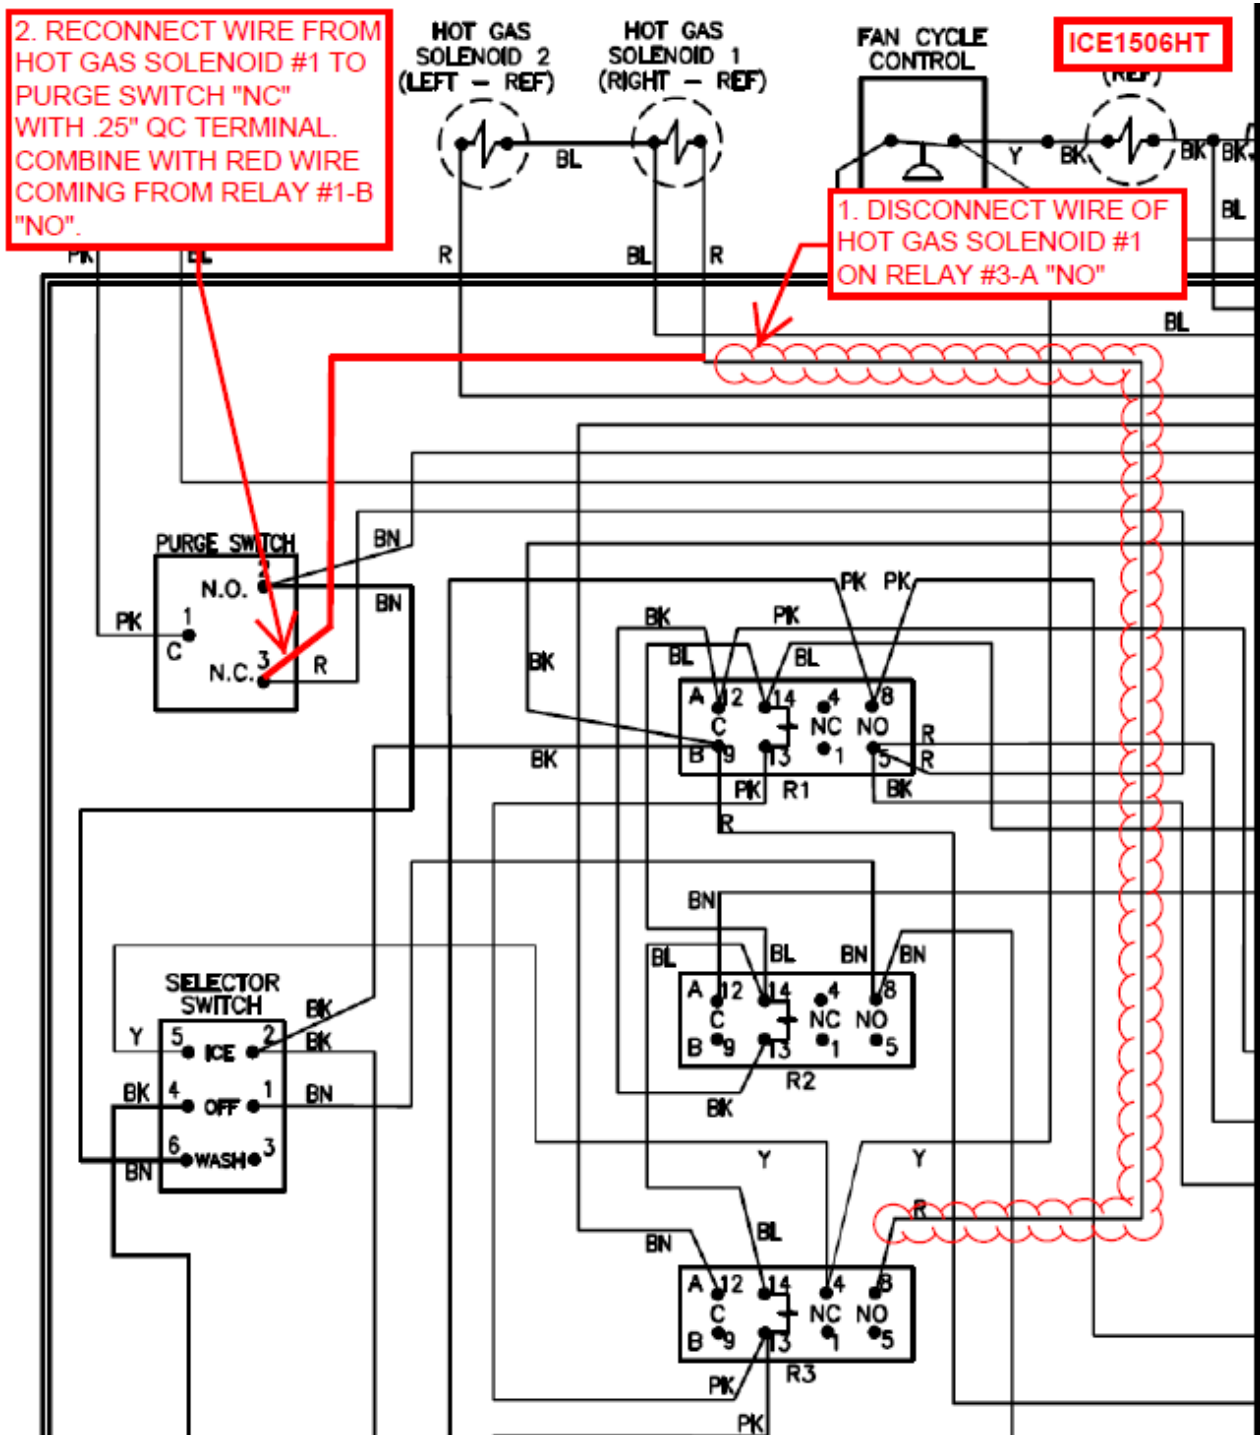 2. RECONNECT WIRE FROM
HOT GAS SOLENOID #1 TO
PURGE SWITCH "NC"
WITH .25" QC TERMINAL.
COMBINE WITH RED WIRE
COMING FROM RELAY #1-B
"NO".
HOT GAS
SOLENOID 2
(LEFT - REF)
HOT GAS
SOLENOID 1
(RIGHT - REF)
FAN CYCLE
CONTROL
ICE1506HT
(REF)
BL
Y
BK
BK
BK
BL
1. DISCONNECT WIRE OF
HOT GAS SOLENOID #1
ON RELAY #3-A "NO"
PK
BL
R
BL
R
BL
PURGE SWITCH
BN
2
N.O.
BN
PK
1
C
3
N.C.
R
PK
PK
BK
PK
BK
BL
BL
A
12
14
4
8
C
NC
NO
R
B
9
13
1
5
R
BK
PK
R1
BK
R
BN
BL
BL
BN
BN
SELECTOR
SWITCH
BK
A
12
14
4
8
C
NC
NO
B
9
13
1
5
R2
BK
Y
5
ICE
2
BK
BK
4
OFF
1
BN
6
WASH
3
BN
Y
Y
R
BN
BL
A
12
14
4
8
C
NC
NO
B
9
13
1
5
R3
PK
PK